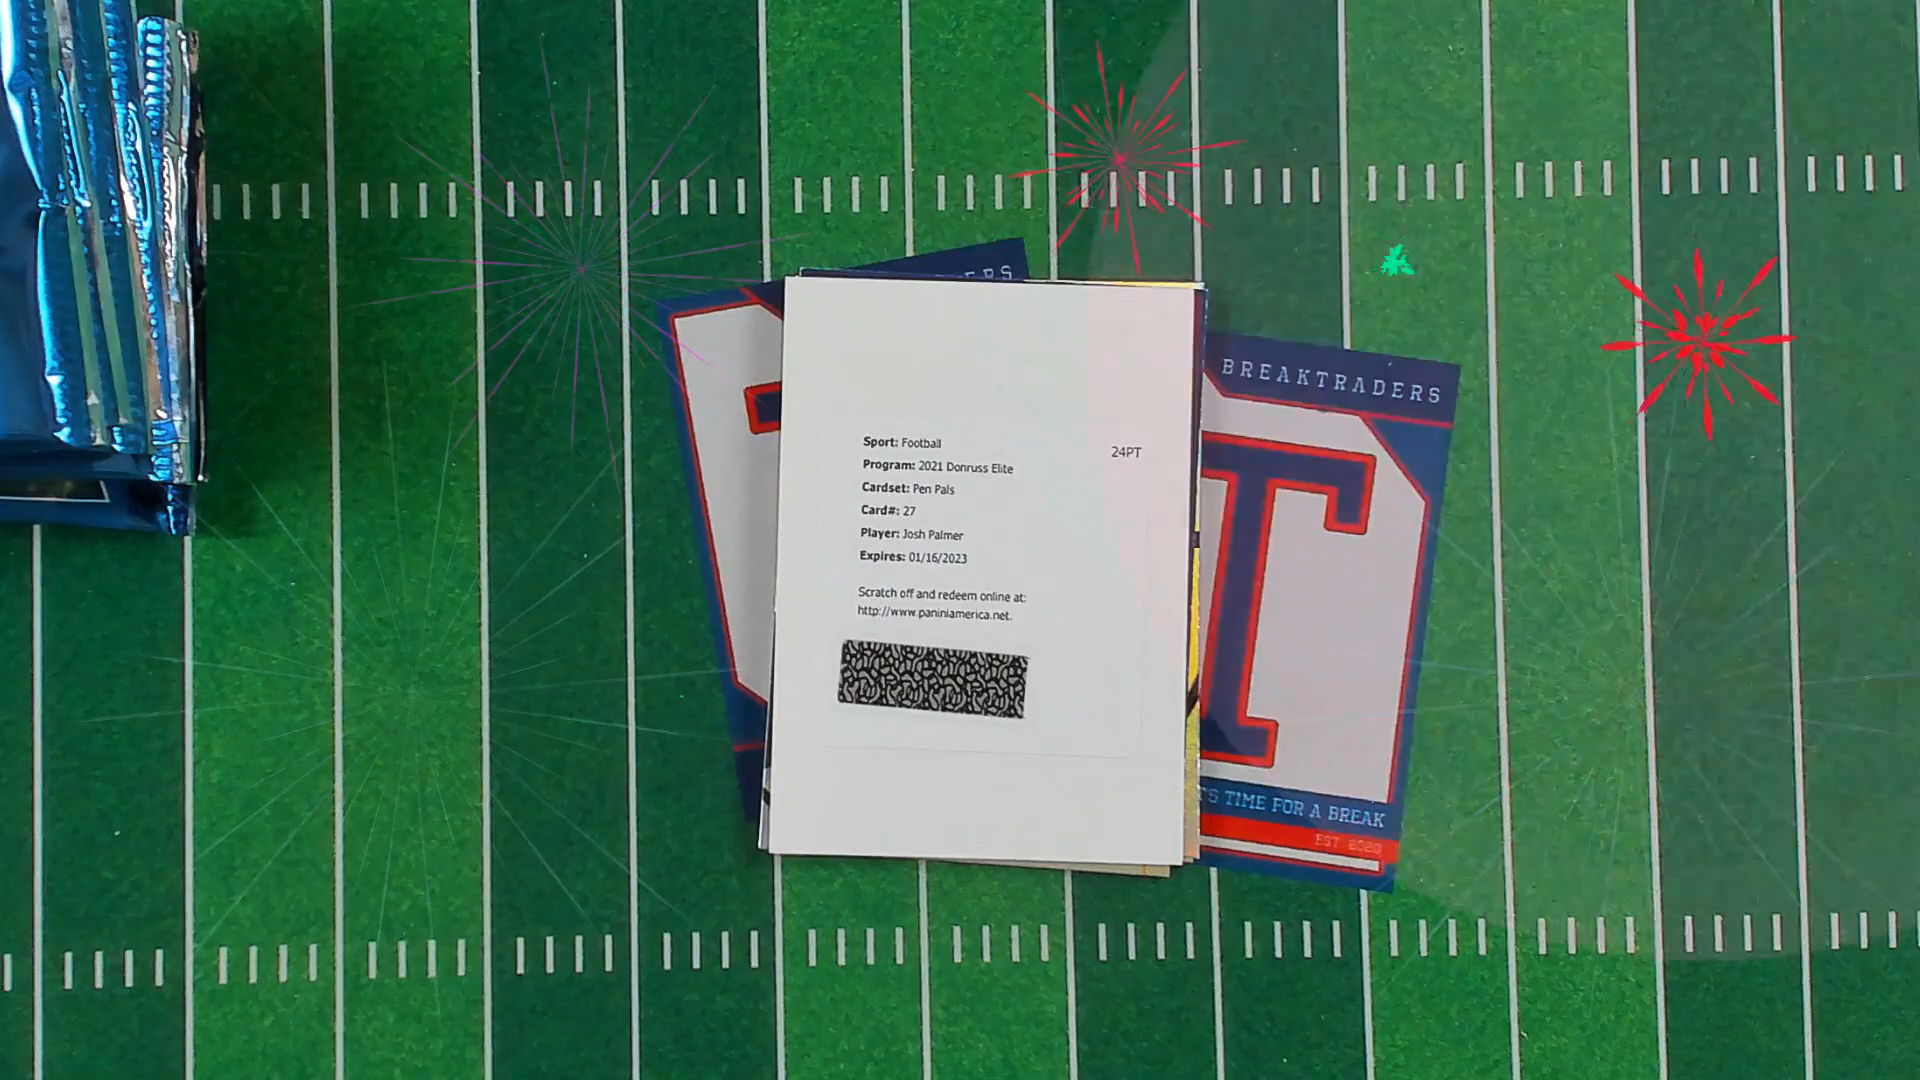 ERS
BREAKTRADERS
Sport: Football
24PT
Program: 2021 Donruss Elite
Cardset: Pen Pals
Card#: 27
Player: Josh Palmer
Expires: 01/16/2023
Scratch off and redeem online at:
http://www.paniniamerica.net.
T'S TIME FOR A BREAK
EST 2020